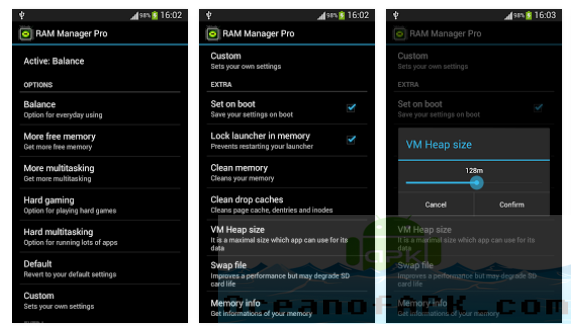 98% 16:02
RAM Manager Pro
Active: Balance
OPTIONS
Balance
Option for everyday using
More free memory
Get more free memory
More multitasking
Get more multitasking
Hard gaming
Option for playing hard games
Hard multitasking
Option for running lots of apps
Default
Revert to your default settings
Custom
Sets your own settings
98% 16:02
RAM Manager Pro
Custom
Sets your own settings
EXTRA
Set on boot
Save your settings on boot
Lock launcher in memory
Prevents restarting your launcher
Clean memory
Cleans your memory
Clean drop caches
Cleans page cache, dentries and inodes
VM Heap size
It is a maximal size which app can use for its
data
Swap file
Improves a performance but may degrade SD
card life
Memory info
Get informations of your memory
98% 16:03
RAM Manager Pro
Custom
Sets your own settings
EXTRA
Set on boot
Save your settings on boot
VM Heap size
128m
Cancel Confirm
VM Heap size
It is a maximal size which app can use for its
data
Swap file
Improves a performance but may degrade SD
card life
Memory info
Get informations of your memory
apk
OceanofAPK.com